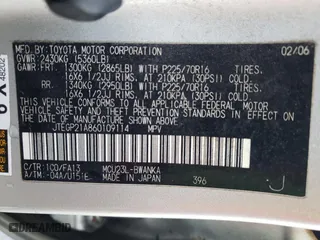 MFD. BY: TOYOTA MOTOR CORPORATION 02/06
GVWR: 2430KG (5360LB)
GAWR: FRT. 1300KG (2865LB) WITH P225/70R16 TIRES,
16X6 1/2JJ RIMS, AT 210KPA (30PSI) COLD
RR. 1340KG (2950LB) WITH P225/70R16 TIRES,
16X6 1/2JJ RIMS, AT 210KPA (30PSI) COLD
THIS VEHICLE CONFORMS TO ALL APPLICABLE
FEDERAL MOTOR VEHICLE SAFETY, BUMPER, AND
THEFT PREVENTION STANDARDS IN EFFECT ON THE
DATE OF MANUFACTURE SHOWN ABOVE.
JTEGP21A860109114 MPV
C/TR:1C0/FA13 MCU23L-BWANKA
A/TM:-04A/U151E MADE IN JAPAN 396 J
482021